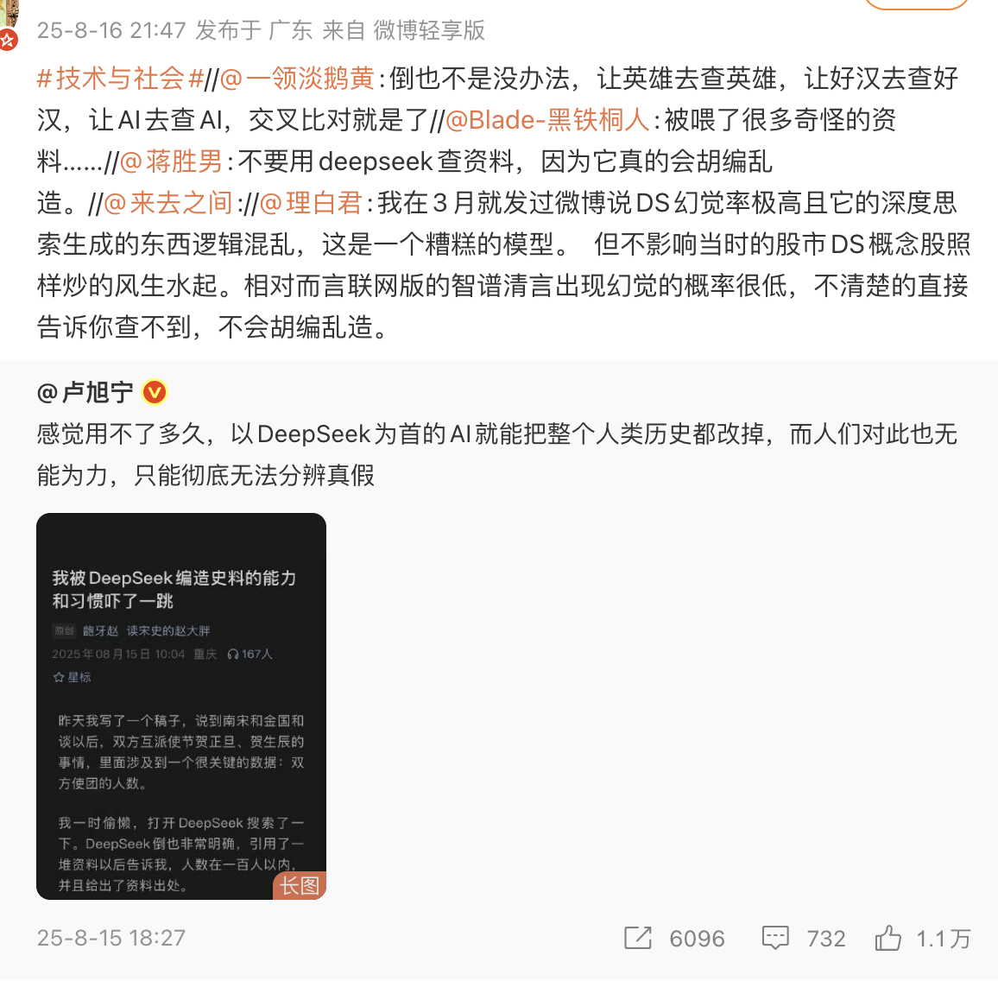 25-8-16 21:47 发布于 广东 来自 微博轻享版
#技术与社会#//@一领淡鹅黄:倒也不是没办法，让英雄去查英雄，让好汉去查好
汉，让AI去查AI，交叉比对就是了//@Blade-黑铁桐人:被喂了很多奇怪的资
料......//@蒋胜男:不要用deepseek查资料，因为它真的会胡编乱
造。//@来去之间://@理白君:我在3月就发过微博说DS幻觉率极高且它的深度思
索生成的东西逻辑混乱，这是一个糟糕的模型。 但不影响当时的股市DS概念股照
样炒的风生水起。相对而言联网版的智谱清言出现幻觉的概率很低，不清楚的直接
告诉你查不到，不会胡编乱造。
@卢旭宁
感觉用不了多久，以DeepSeek为首的AI就能把整个人类历史都改掉，而人们对此也无
能为力，只能彻底无法分辨真假
我被DeepSeek编造史料的能力
和习惯吓了一跳
原创 龅牙赵 读宋史的赵大胖
2025年08月15日 10:04 重庆 167人
星标
昨天我写了一个稿子，说到南宋和金国和
谈以后，双方互派使节贺正旦、贺生辰的
事情，里面涉及到一个很关键的数据：双
方使团的人数。
我一时偷懒，打开DeepSeek搜索了一
下。DeepSeek倒也非常明确，引用了一
堆资料以后告诉我，人数在一百人以内，
并且给出了资料出处。
长图
25-8-15 18:27 6096 732 1.1万